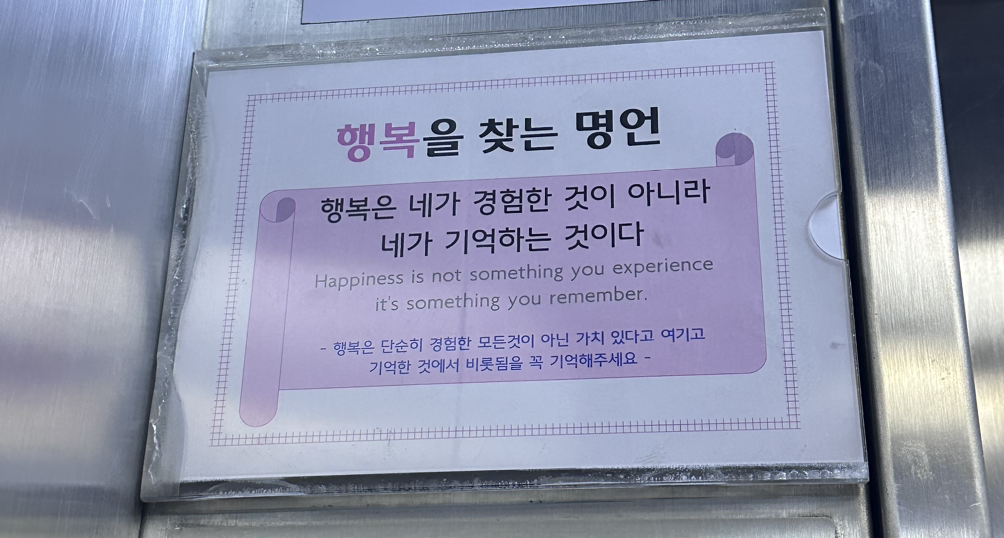 행복을 찾는 명언
행복은 네가 경험한 것이 아니라
네가 기억하는 것이다
Happiness is not something you experience
it's something you remember.
- 행복은 단순히 경험한 모든것이 아닌 가치 있다고 여기고
기억한 것에서 비롯됨을 꼭 기억해주세요 -